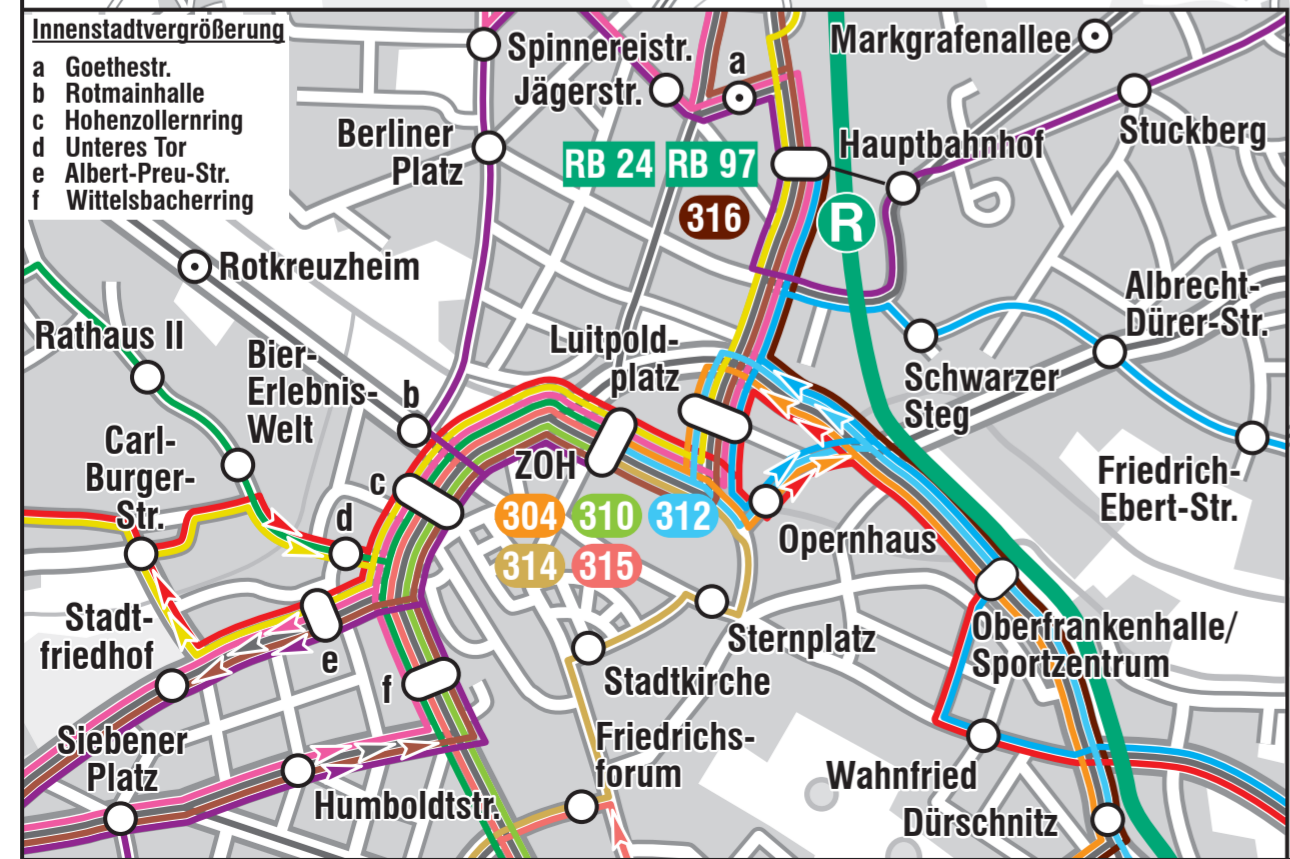 Innenstadtvergrößerung
a Goethestr.
b Rotmainhalle
c Hohenzollernring
d Unteres Tor
e Albert-Preu-Str.
f Wittelsbacherring
Spinnereistr.
Jägerstr.
a
Markgrafenallee
Stuckberg
Berliner
Platz
RB 24
RB 97
316
Hauptbahnhof
R
Rotkreuzheim
Albrecht-
Dürer-Str.
Rathaus II
Bier-
Erlebnis-
Welt
b
Luitpold-
platz
Schwarzer
Steg
Carl-
Burger-
Str.
c
d
ZOH
304
310
312
314
315
Opernhaus
Friedrich-
Ebert-Str.
Stadt-
friedhof
e
f
Sternplatz
Stadtkirche
Oberfrankenhalle/
Sportzentrum
Siebener
Platz
Humboldtstr.
Friedrichs-
forum
Wahnfried
Dürschnitz